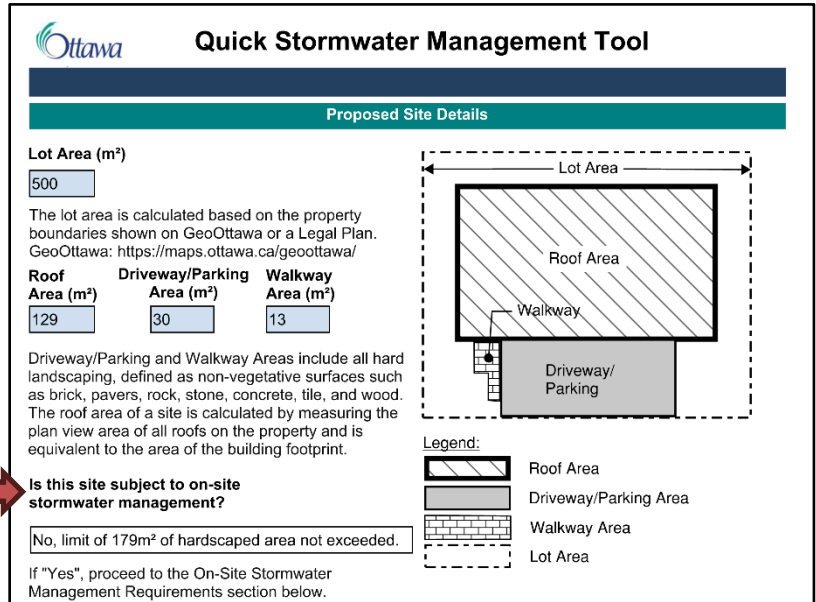 Ottawa
Quick Stormwater Management Tool
Proposed Site Details
Lot Area (m²)
500
The lot area is calculated based on the property
boundaries shown on GeoOttawa or a Legal Plan.
GeoOttawa: https://maps.ottawa.ca/geoottawa/
Roof Driveway/Parking Walkway
Area (m²) Area (m²) Area (m²)
129 30 13
Driveway/Parking and Walkway Areas include all hard
landscaping, defined as non-vegetative surfaces such
as brick, pavers, rock, stone, concrete, tile, and wood.
The roof area of a site is calculated by measuring the
plan view area of all roofs on the property and is
equivalent to the area of the building footprint.
Is this site subject to on-site
stormwater management?
No, limit of 179m² of hardscaped area not exceeded.
If "Yes", proceed to the On-Site Stormwater
Management Requirements section below.
Lot Area
Roof Area
Walkway
Driveway/
Parking
Legend:
Roof Area
Driveway/Parking Area
Walkway Area
Lot Area